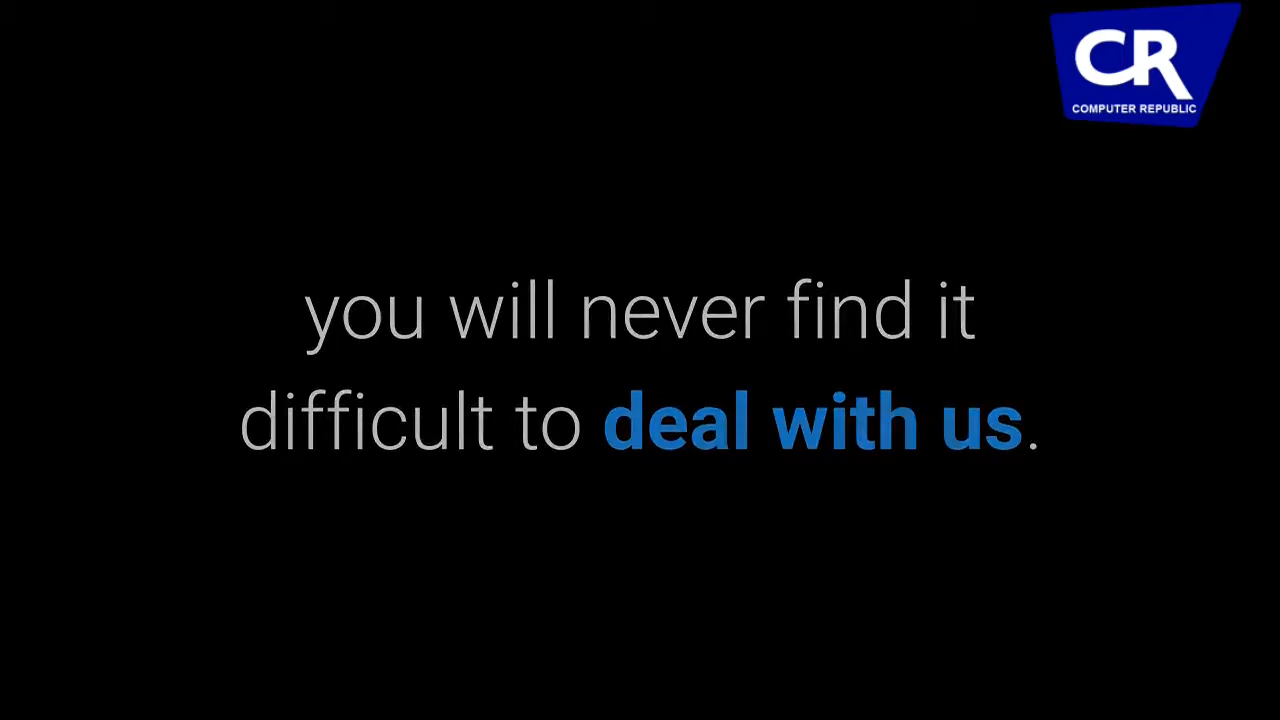 CR
COMPUTER REPUBLIC
you will never find it
difficult to deal with us.